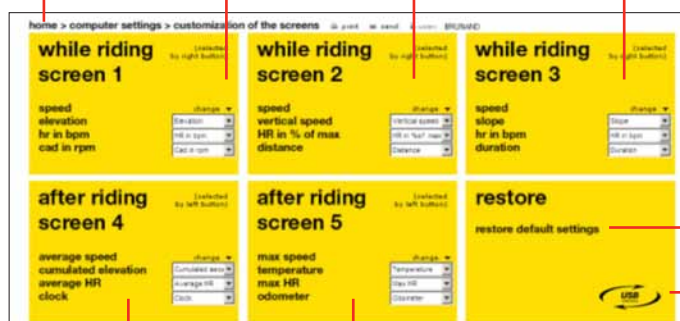 home > computer settings > customization of the screens print send BRUNAND
while riding screen 1
(selected by right button)
speed change
elevation Elevation
hr in bpm HR in bpm
cad in rpm Cad in rpm
while riding screen 2
(selected by right button)
speed change
vertical speed Vertical speed
HR in % of max HR in %of max
distance Distance
while riding screen 3
(selected by right button)
speed change
slope Slope
hr in bpm HR in bpm
duration Duration
after riding screen 4
(selected by left button)
average speed change
cumulated elevation Cumulated
average HR Average HR
clock Clock
after riding screen 5
(selected by left button)
max speed change
temperature Temperature
max HR Max HR
odometer Odometer
restore
restore default settings
USB